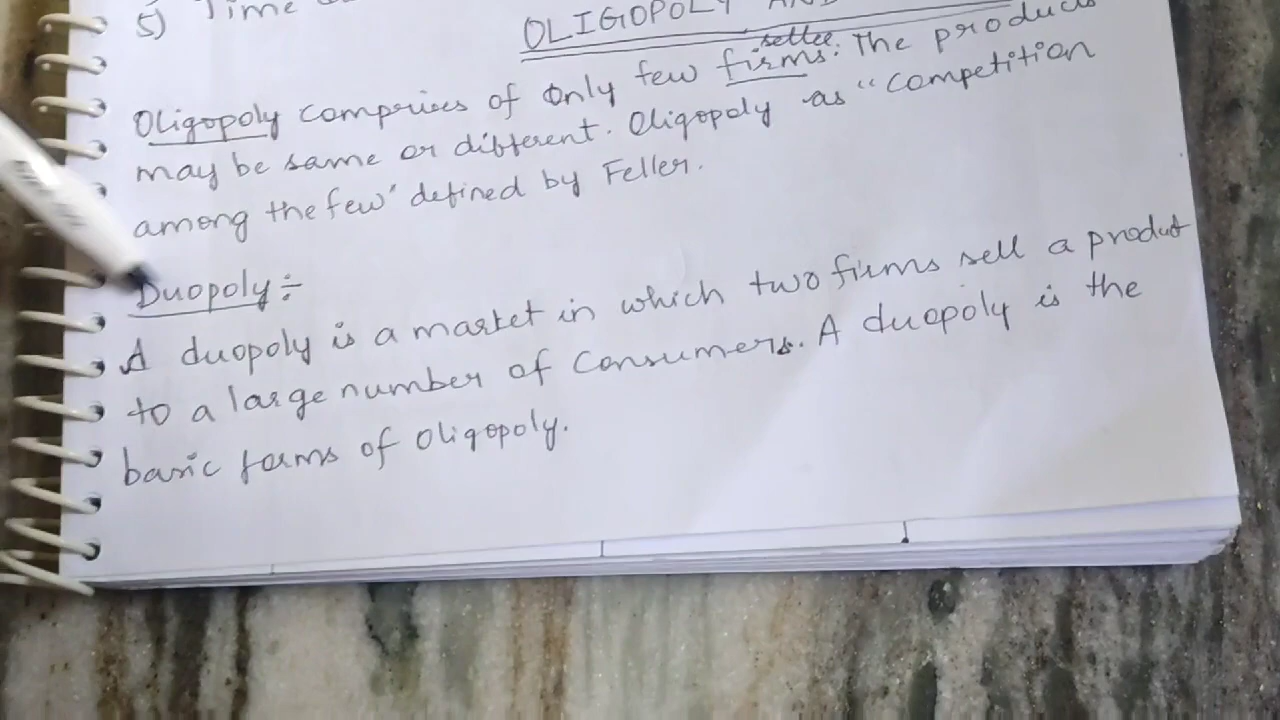 5) Time
OLIGOPOLY AND
seller
Oligopoly comprises of Only few firms. The products
may be same or different. Oligopoly as "Competition
among the few" defined by Feller.
Duopoly ÷
A duopoly is a market in which two firms sell a product
to a large number of Consumers. A duopoly is the
basic forms of Oligopoly.